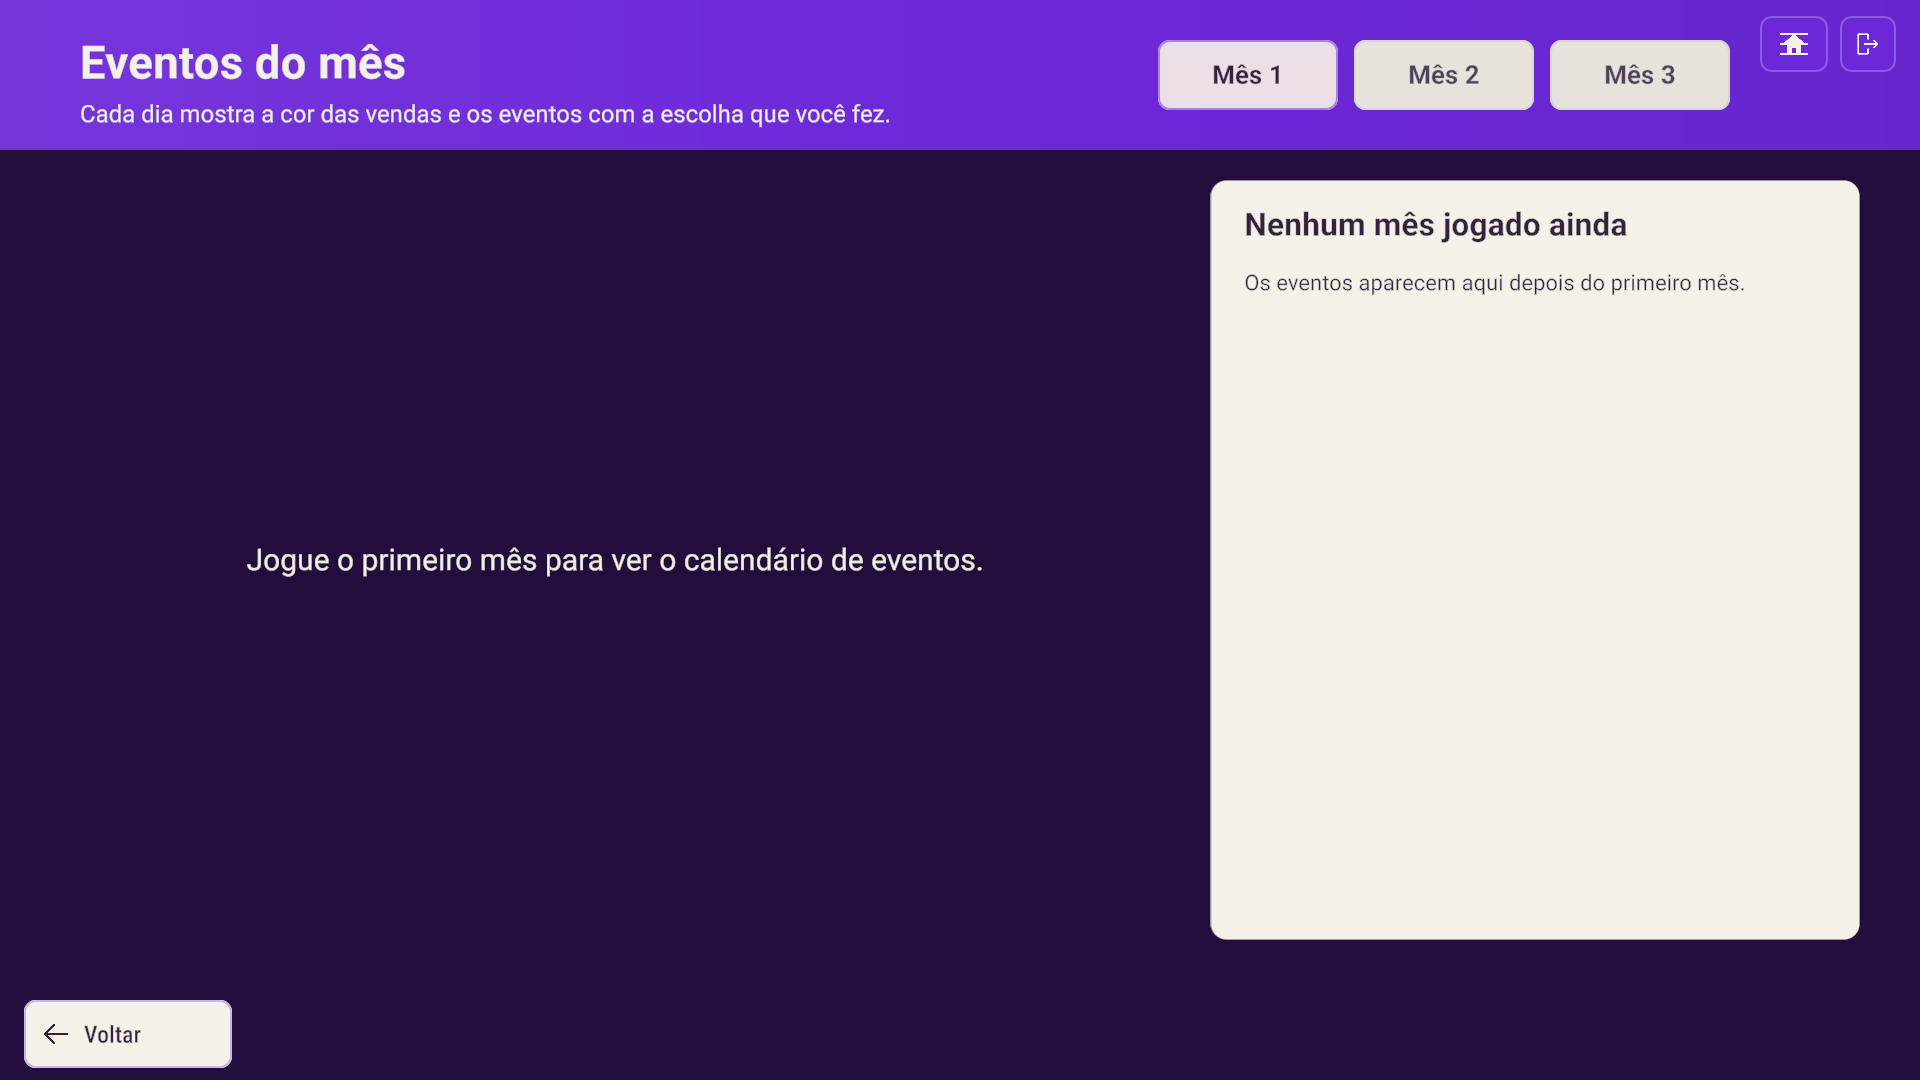 Eventos do mês
Cada dia mostra a cor das vendas e os eventos com a escolha que você fez.
Mês 1
Mês 2
Mês 3
Nenhum mês jogado ainda
Os eventos aparecem aqui depois do primeiro mês.
Jogue o primeiro mês para ver o calendário de eventos.
Voltar